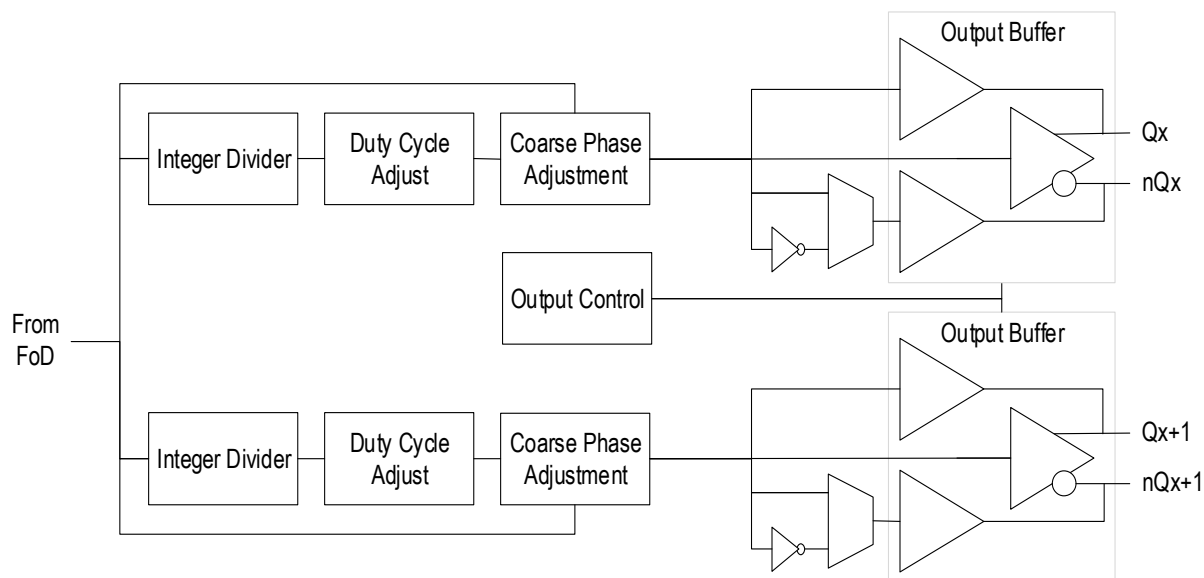 Output Buffer
Integer Divider
Duty Cycle
Adjust
Coarse Phase
Adjustment
Qx
nQx
Output Control
From
FoD
Output Buffer
Integer Divider
Duty Cycle
Adjust
Coarse Phase
Adjustment
Qx+1
nQx+1